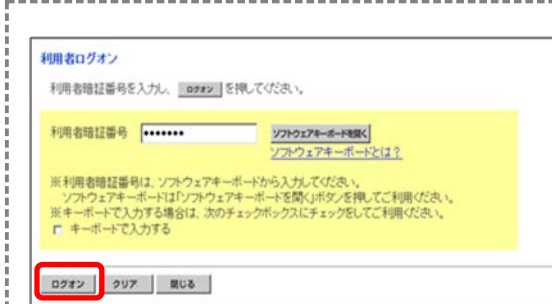 利用者ログオン
利用者暗証番号を入力し、 ログオン を押してください。
利用者暗証番号 ●●●●●●● ソフトウェアキーボードを開く
ソフトウェアキーボードとは？
※利用者暗証番号は、ソフトウェアキーボードから入力してください。
ソフトウェアキーボードは「ソフトウェアキーボードを開く」ボタンを押してご利用ください。
※キーボードで入力する場合は、次のチェックボックスにチェックをしてご利用ください。
キーボードで入力する
ログオン クリア 閉じる